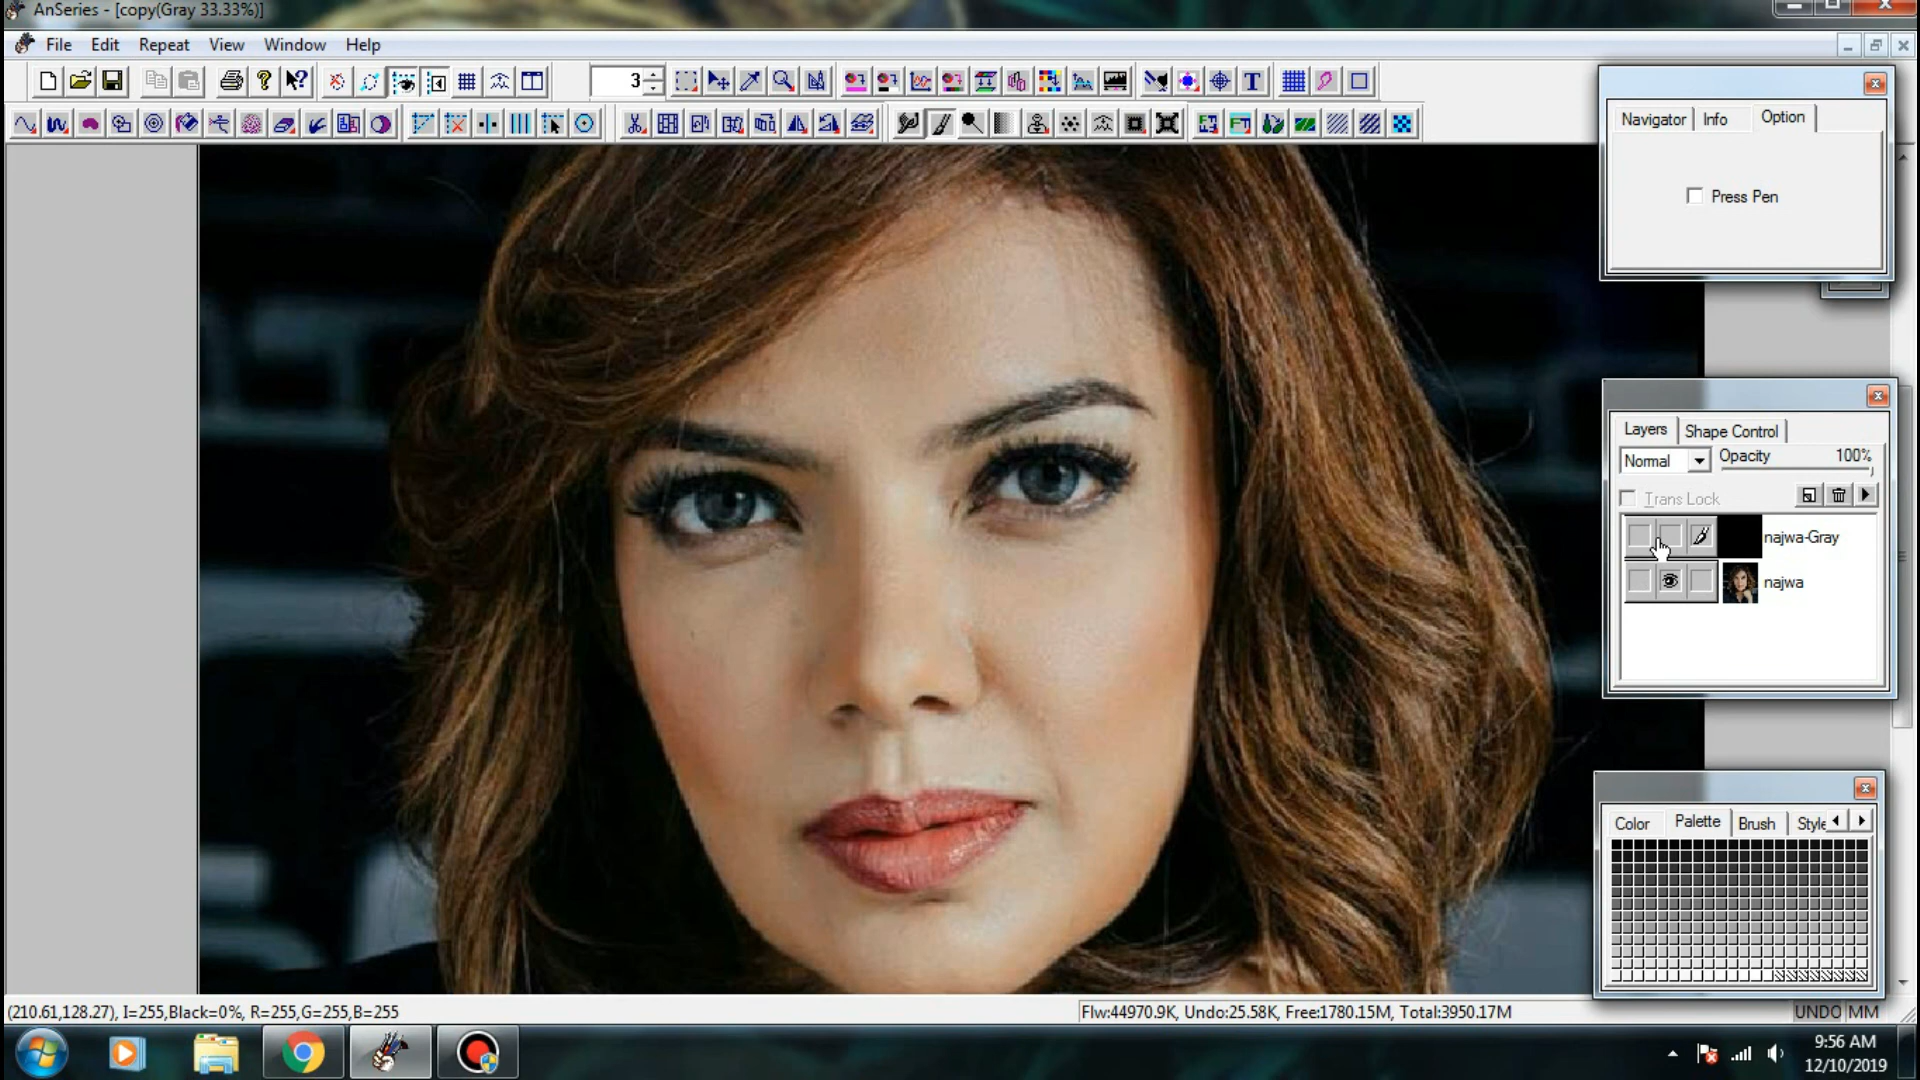 AnSeries - [copy(Gray 33.33%)]
File Edit Repeat View Window Help
3
Navigator Info Option
Press Pen
Layers Shape Control
Normal Opacity 100%
Trans Lock
najwa-Gray
najwa
Color Palette Brush Style
(210.61,128.27), I=255,Black=0%, R=255,G=255,B=255
Flw:44970.9K, Undo:25.58K, Free:1780.15M, Total:3950.17M
UNDO MM
9:56 AM
12/10/2019